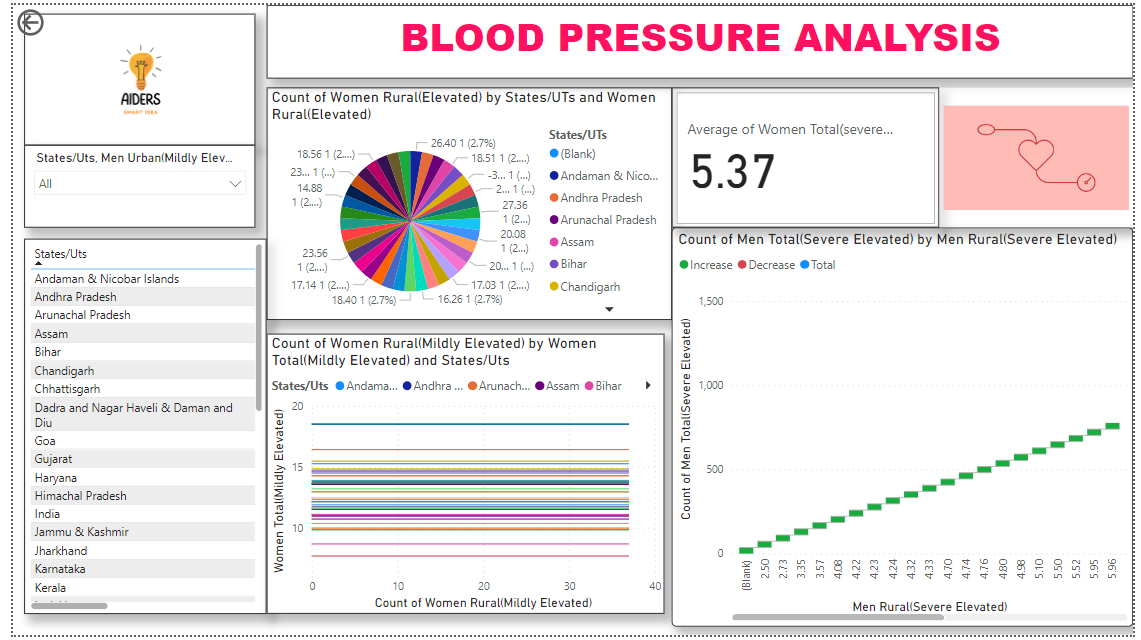 BLOOD PRESSURE ANALYSIS
AIDERS
SMART IDEA
States/Uts, Men Urban(Mildly Elev...
All
States/Uts
Andaman & Nicobar Islands
Andhra Pradesh
Arunachal Pradesh
Assam
Bihar
Chandigarh
Chhattisgarh
Dadra and Nagar Haveli & Daman and
Diu
Goa
Gujarat
Haryana
Himachal Pradesh
India
Jammu & Kashmir
Jharkhand
Karnataka
Kerala
Count of Women Rural(Elevated) by States/UTs and Women
Rural(Elevated)
26.40 1 (2.7%)
18.51 1 (2....)
-3... 1 (...)
2... 1 (...)
27.36
1 (2...)
20.08
1 (2...)
20... 1 (...)
17.03 1 (2...)
16.26 1 (2.7%)
18.40 1 (2.7%)
17.14 1 (2....)
23.56
1 (2....)
14.88
1 (2....)
23... 1 (...)
18.56 1 (2....)
States/UTs
(Blank)
Andaman & Nico...
Andhra Pradesh
Arunachal Pradesh
Assam
Bihar
Chandigarh
Average of Women Total(severe...
5.37
Count of Women Rural(Mildly Elevated) by Women
Total(Mildly Elevated) and States/Uts
States/Uts Andama... Andhra ... Arunach... Assam Bihar
Women Total(Mildly Elevated)
20
15
10
0 10 20 30 40
Count of Women Rural(Mildly Elevated)
Count of Men Total(Severe Elevated) by Men Rural(Severe Elevated)
Increase Decrease Total
Count of Men Total(Severe Elevated)
1,500
1,000
500
0
(Blank) 2.50 2.73 3.35 3.57 4.08 4.22 4.23 4.24 4.32 4.33 4.70 4.74 4.76 4.80 4.98 5.10 5.50 5.52 5.95 5.96
Men Rural(Severe Elevated)